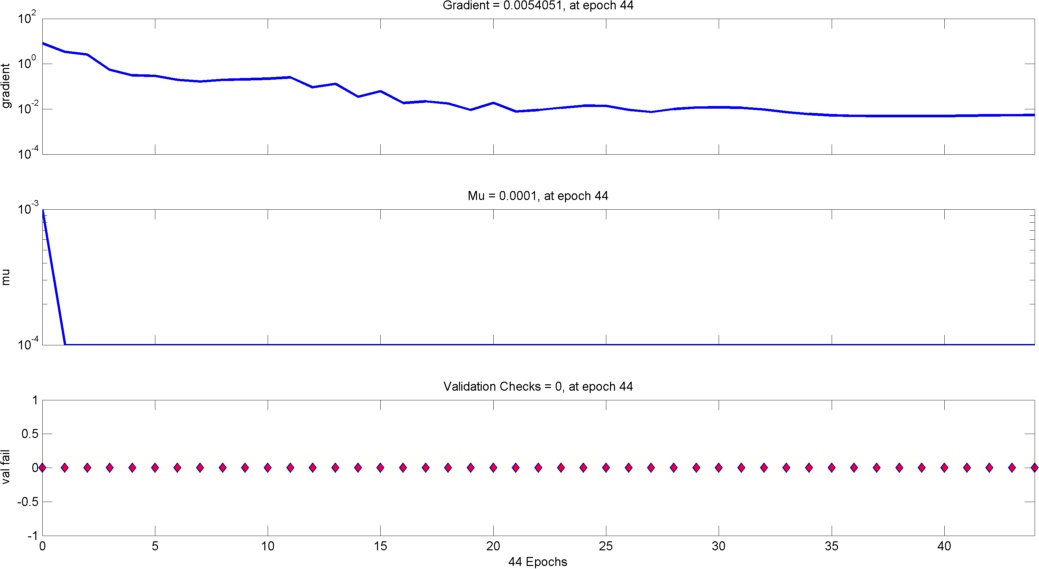 Gradient = 0.0054051, at epoch 44
10^2
10^0
10^-2
10^-4
gradient
Mu = 0.0001, at epoch 44
10^-3
10^-4
mu
Validation Checks = 0, at epoch 44
1
0.5
0
-0.5
-1
val fail
0 5 10 15 20 25 30 35 40
44 Epochs